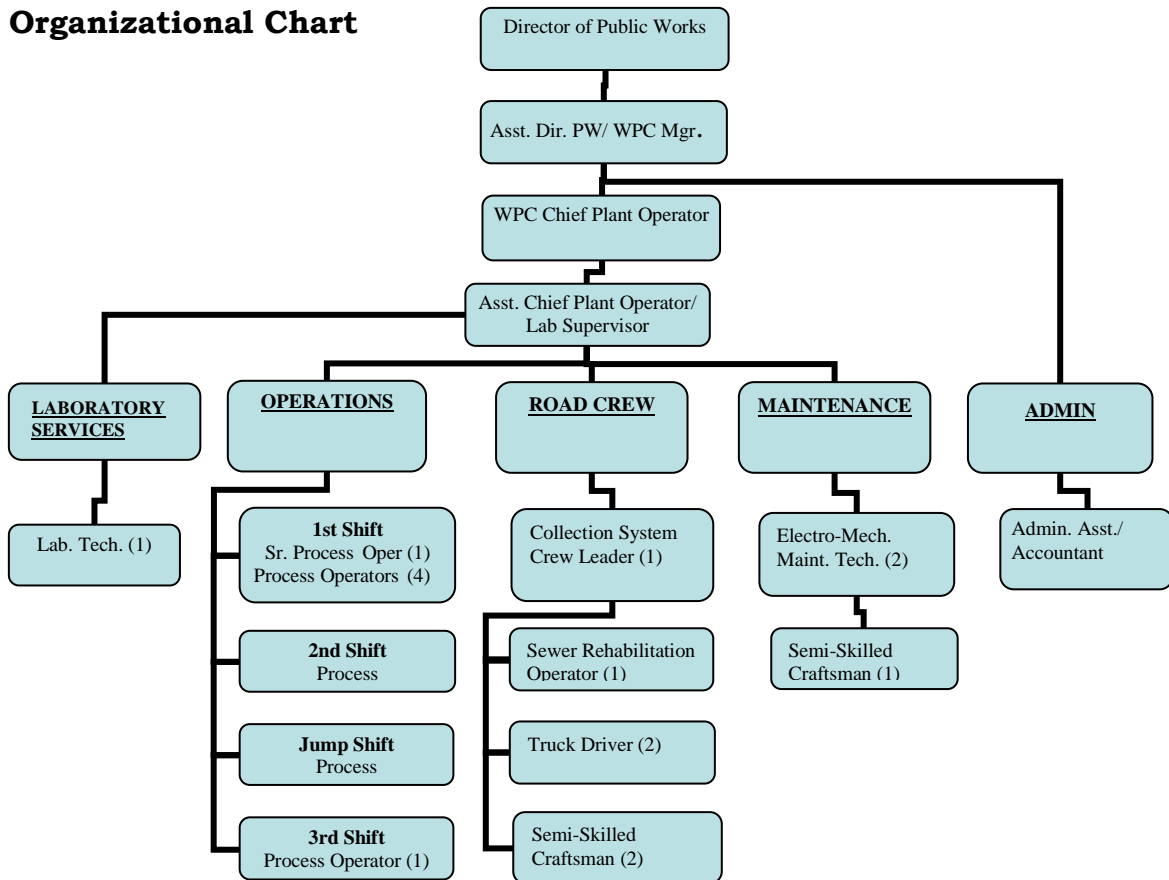 Organizational Chart
Director of Public Works
Asst. Dir. PW/ WPC Mgr.
WPC Chief Plant Operator
Asst. Chief Plant Operator/
Lab Supervisor
LABORATORY
SERVICES
OPERATIONS
ROAD CREW
MAINTENANCE
ADMIN
Lab. Tech. (1)
1st Shift
Sr. Process Oper (1)
Process Operators (4)
2nd Shift
Process
Jump Shift
Process
3rd Shift
Process Operator (1)
Collection System
Crew Leader (1)
Sewer Rehabilitation
Operator (1)
Truck Driver (2)
Semi-Skilled
Craftsman (2)
Electro-Mech.
Maint. Tech. (2)
Semi-Skilled
Craftsman (1)
Admin. Asst./
Accountant